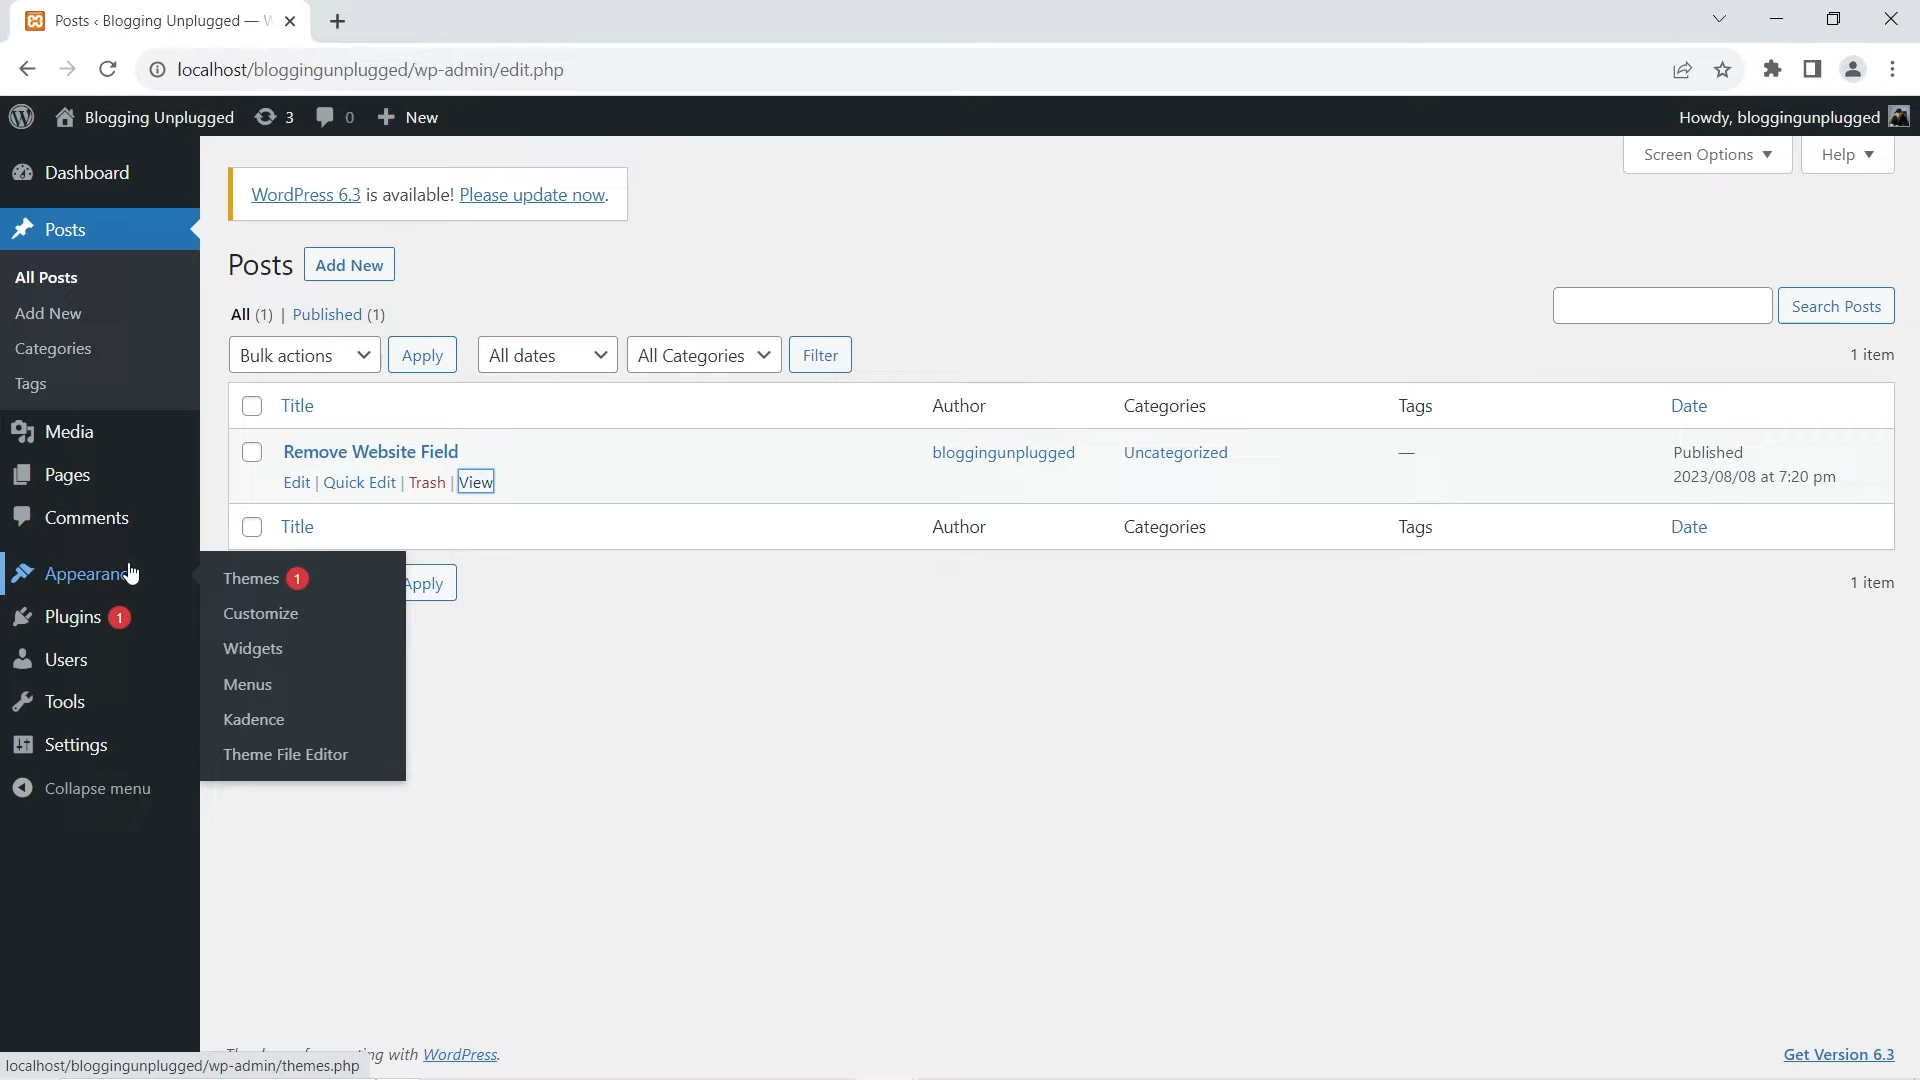 Posts ‹ Blogging Unplugged —
localhost/bloggingunplugged/wp-admin/edit.php
Blogging Unplugged 3 0 New
Howdy, bloggingunplugged
Screen Options Help
Dashboard
Posts
All Posts
Add New
Categories
Tags
Media
Pages
Comments
Appearanc
Plugins 1
Users
Tools
Settings
Collapse menu
Themes 1
Customize
Widgets
Menus
Kadence
Theme File Editor
WordPress 6.3 is available! Please update now.
Posts Add New
All (1) | Published (1)
Search Posts
Bulk actions Apply All dates All Categories Filter
1 item
Title Author Categories Tags Date
Remove Website Field bloggingunplugged Uncategorized — Published
2023/08/08 at 7:20 pm
Edit | Quick Edit | Trash | View
Title Author Categories Tags Date
Apply
1 item
with WordPress.
Get Version 6.3
localhost/bloggingunplugged/wp-admin/themes.php